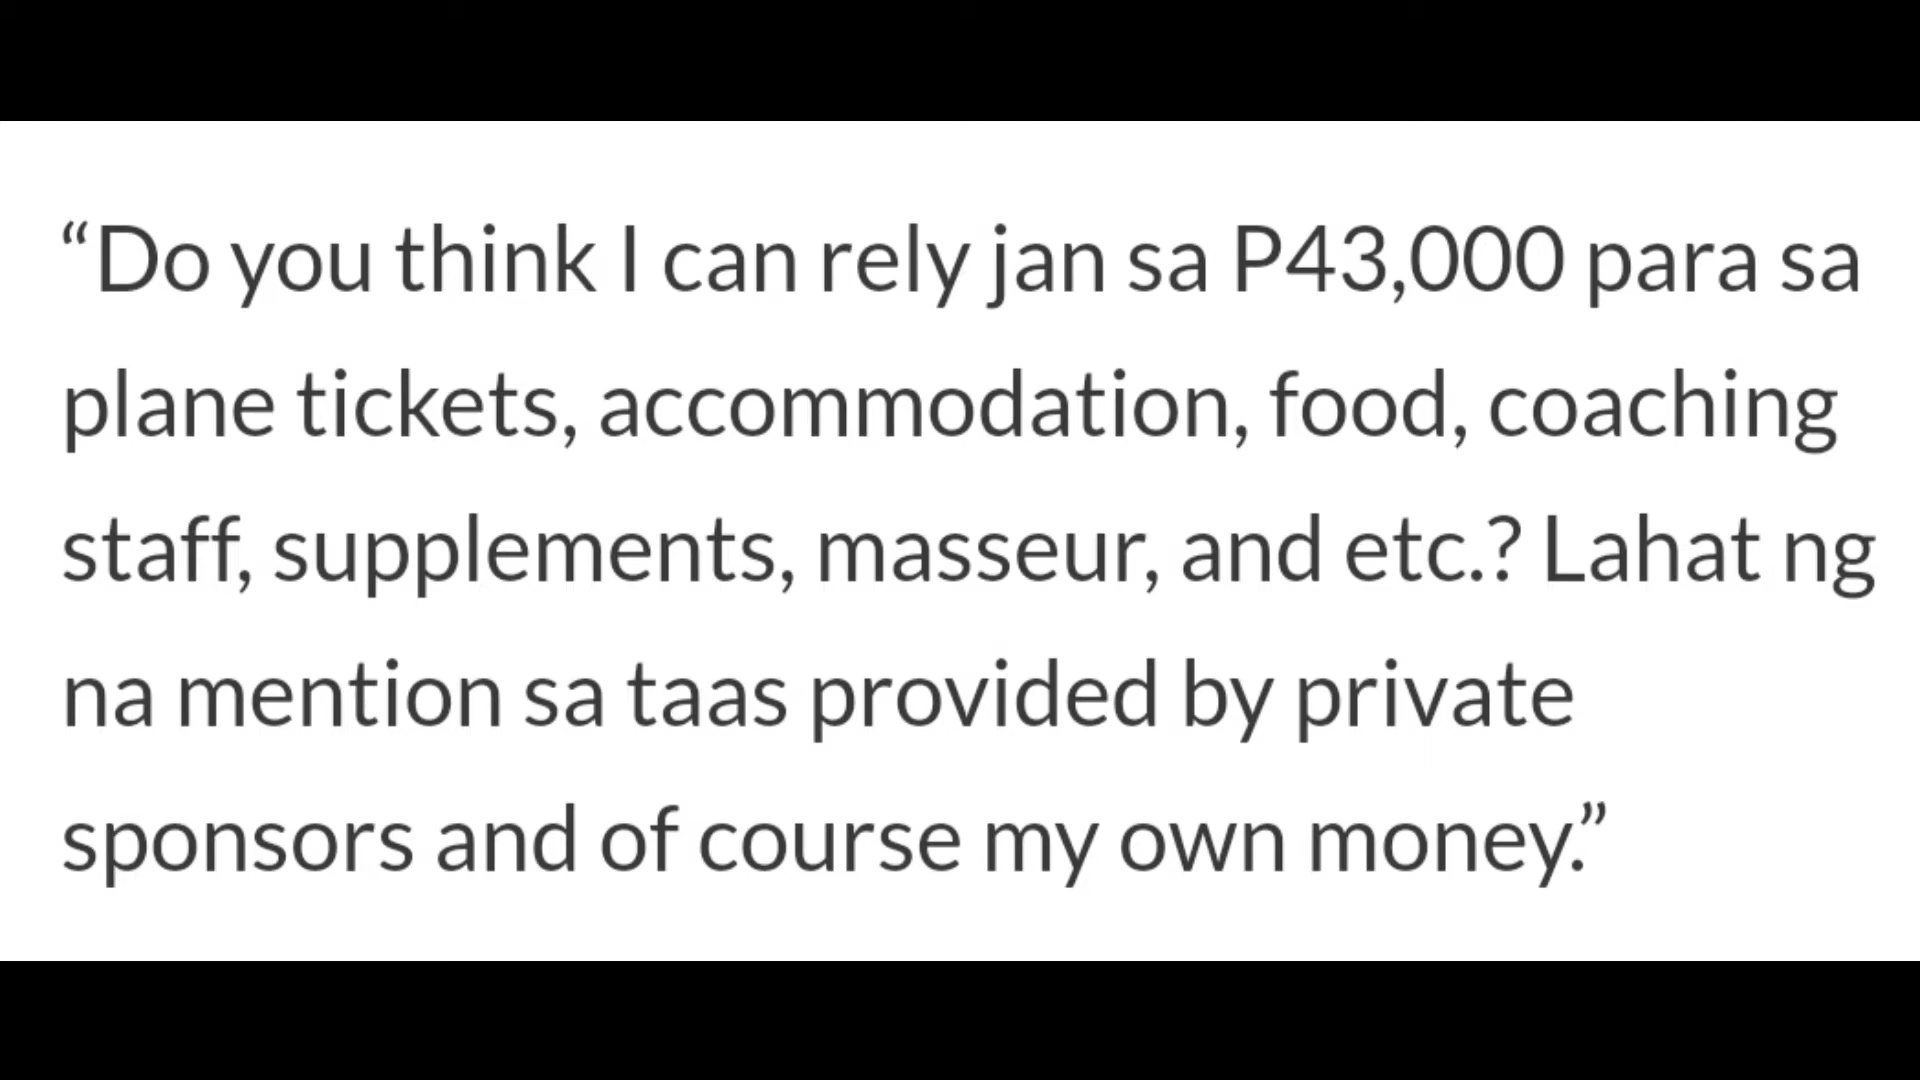 “Do you think I can rely jan sa P43,000 para sa
plane tickets, accommodation, food, coaching
staff, supplements, masseur, and etc.? Lahat ng
na mention sa taas provided by private
sponsors and of course my own money.”